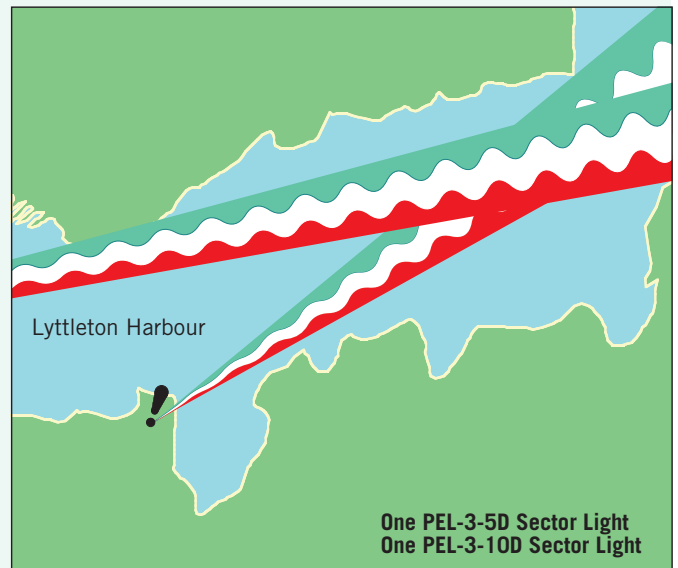 Lyttleton Harbour
One PEL-3-5D Sector Light
One PEL-3-10D Sector Light